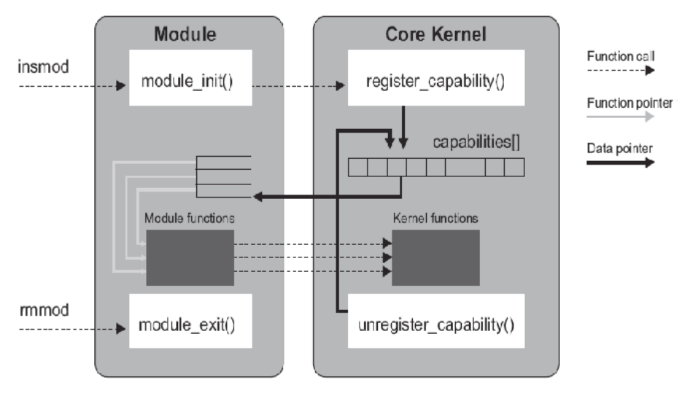 Module
Core Kernel
insmod
module_init()
register_capability()
Function call
Function pointer
Data pointer
capabilities[]
Module functions
Kernel functions
rmmod
module_exit()
unregister_capability()